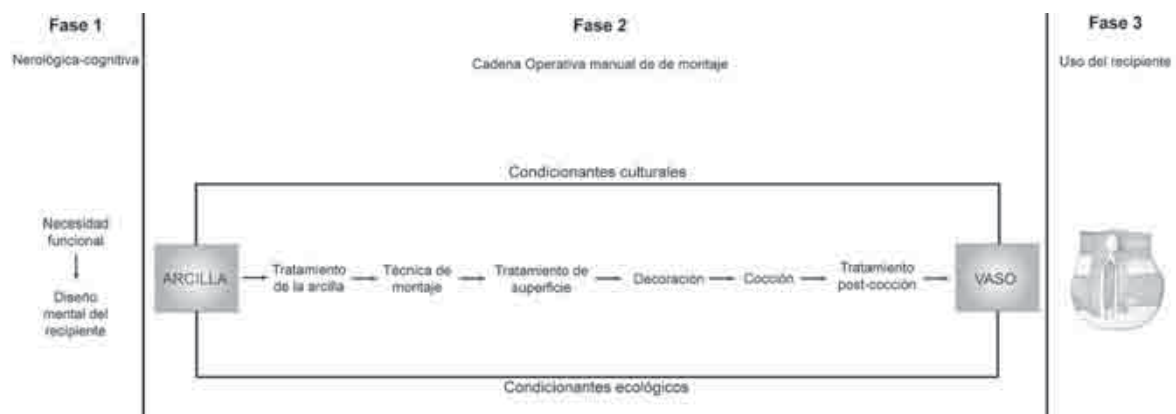 Fase 1
Nerológica-cognitiva
Necesidad
funcional
Diseño
mental del
recipiente
Fase 2
Cadena Operativa manual de de montaje
Condicionantes culturales
ARCILLA
Tratamiento
de la arcilla
Técnica de
montaje
Tratamiento de
superficie
Decoración
Cocción
Tratamiento
post-cocción
VASO
Condicionantes ecológicos
Fase 3
Uso del recipiente